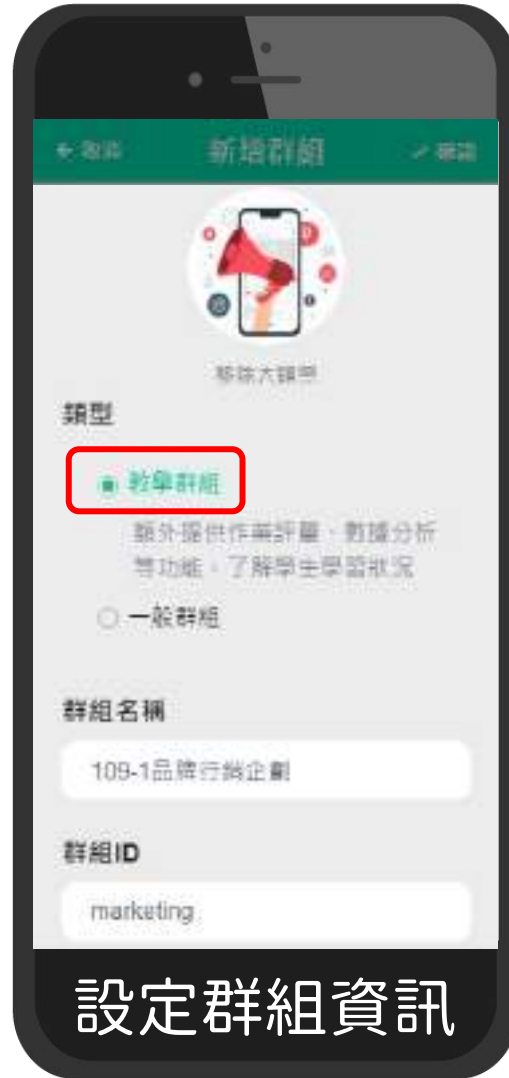 ← 取消 新增群組 ✓ 確認
移除大頭照
類型
教學群組
額外提供作業評量、數據分析
等功能，了解學生學習狀況
一般群組
群組名稱
109-1品牌行銷企劃
群組ID
marketing
設定群組資訊